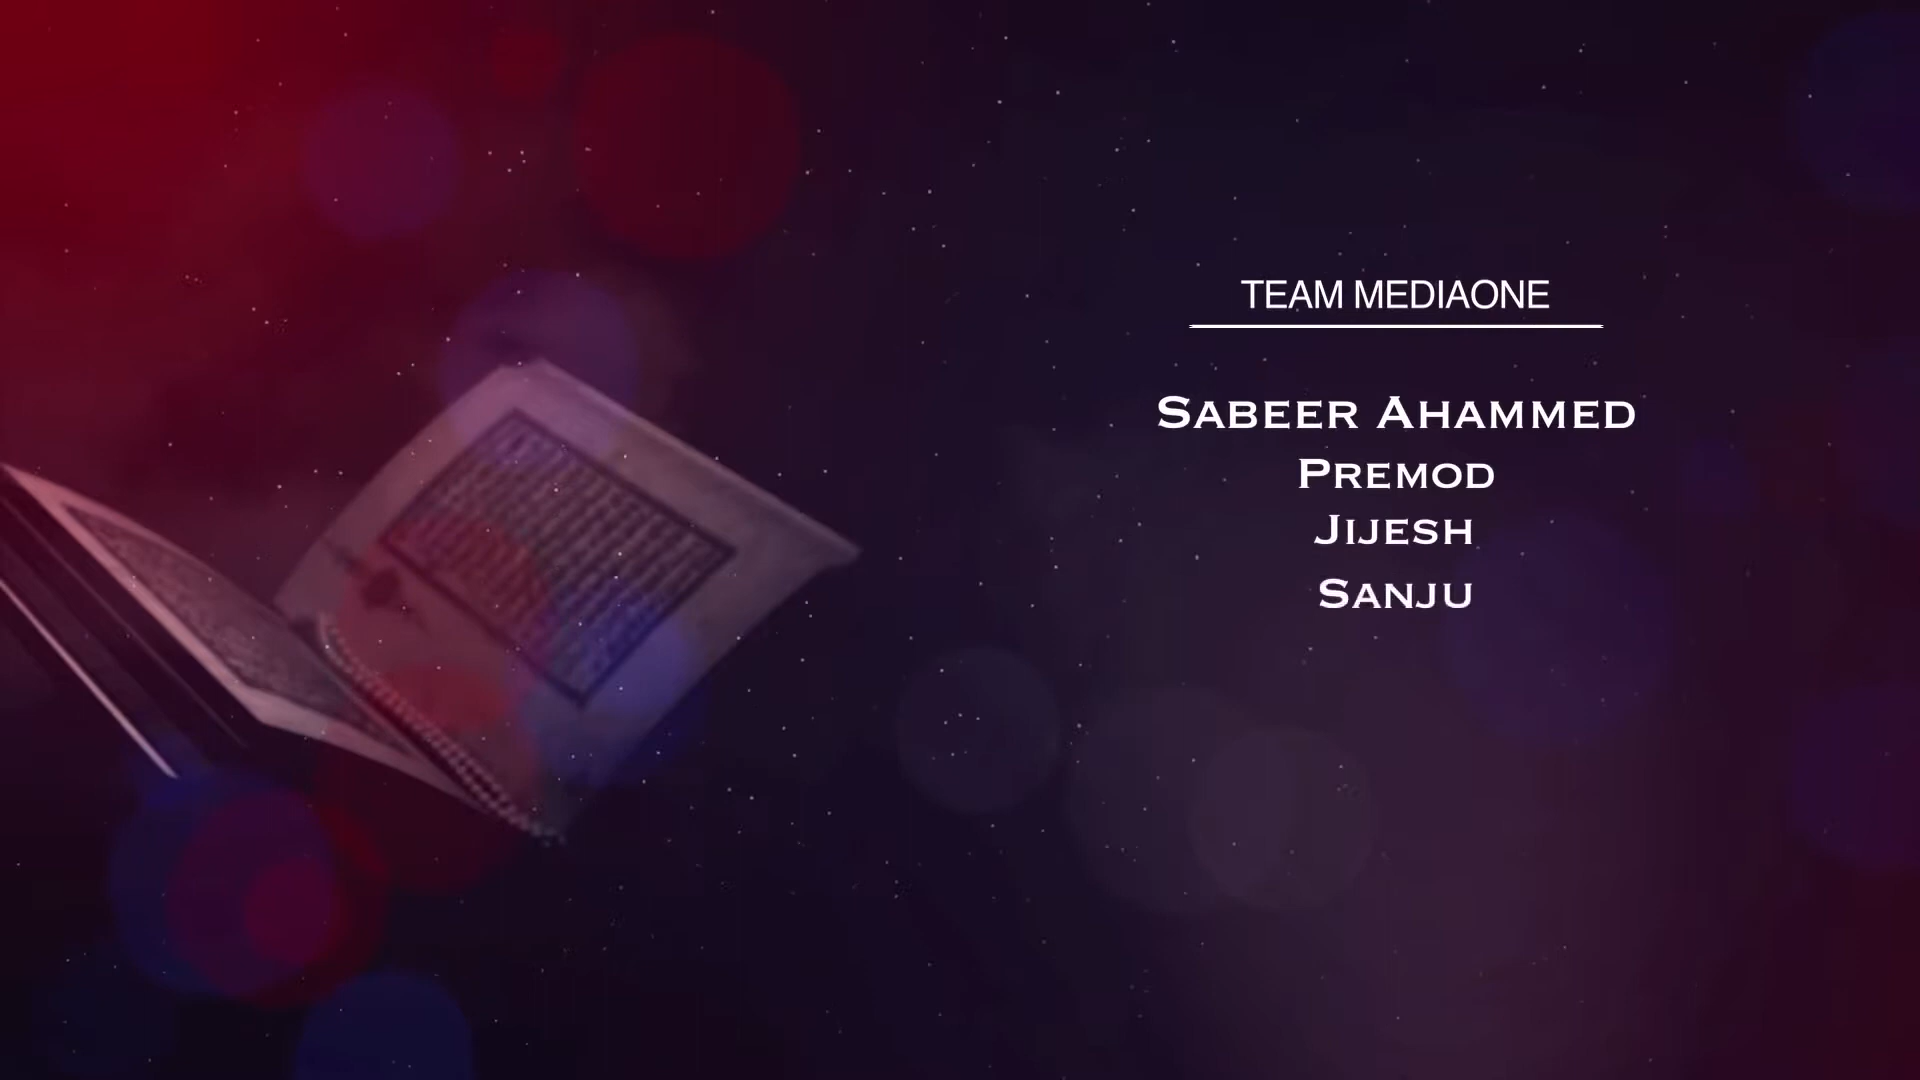 TEAM MEDIAONE
SABEER AHAMMED
PREMOD
JIJESH
SANJU